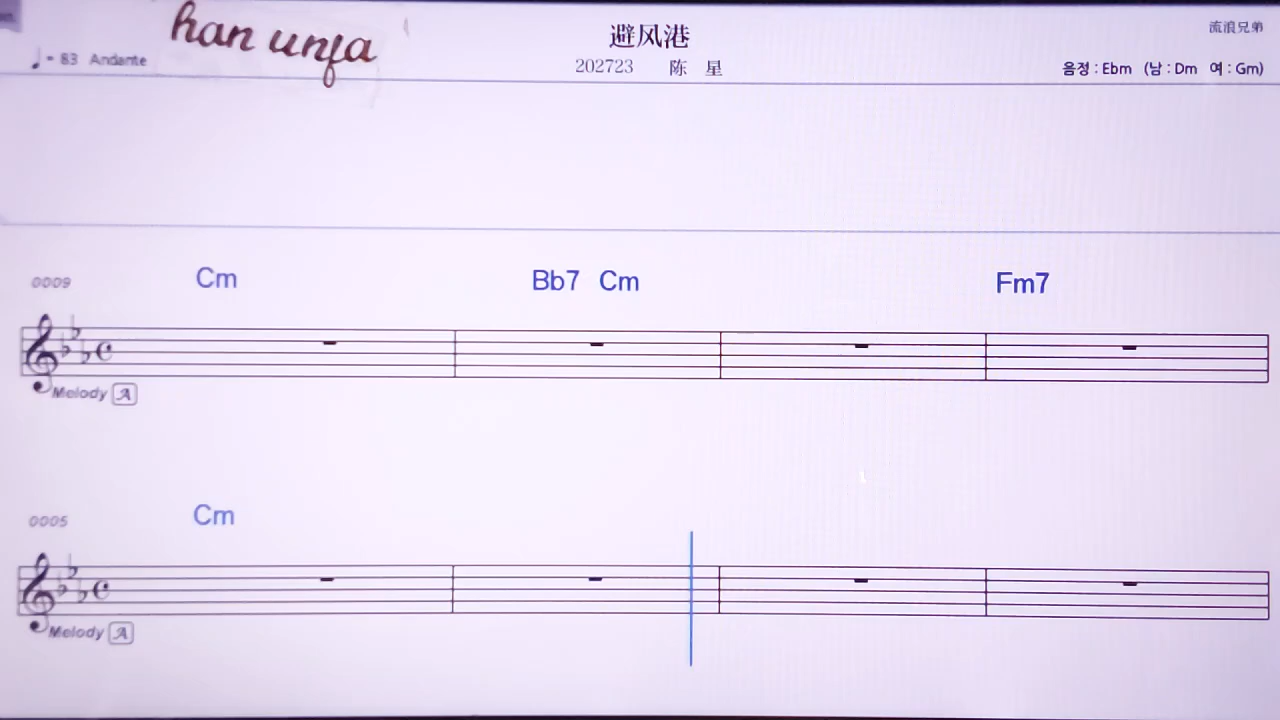 han unfa
避风港
流浪兄弟
♩= 83 Andante
202723 陈 星
음정 : Ebm (남 : Dm 여 : Gm)
0009 Cm Bb7 Cm Fm7
Melody A
0005 Cm
Melody A